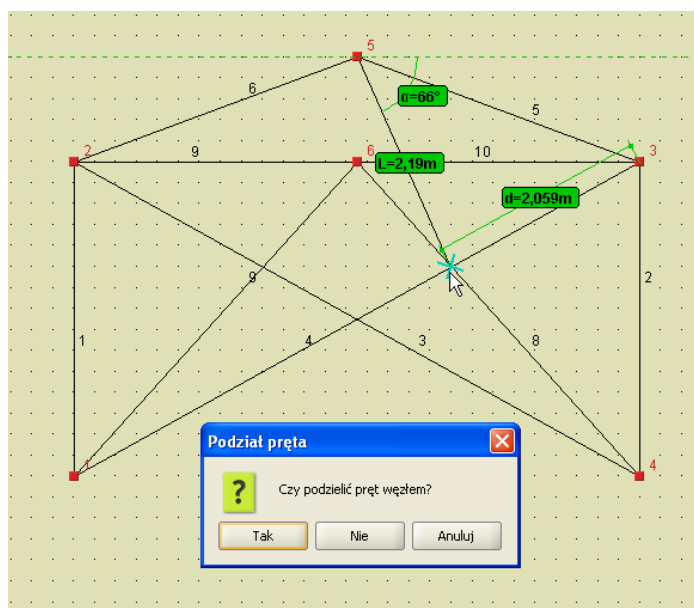 5
6
α=66°
5
2
9
6
L=2,19m
10
3
d=2,059m
9
2
1
4
3
8
Podział pręta
1
4
?
Czy podzielić pręt węzłem?
Tak
Nie
Anuluj